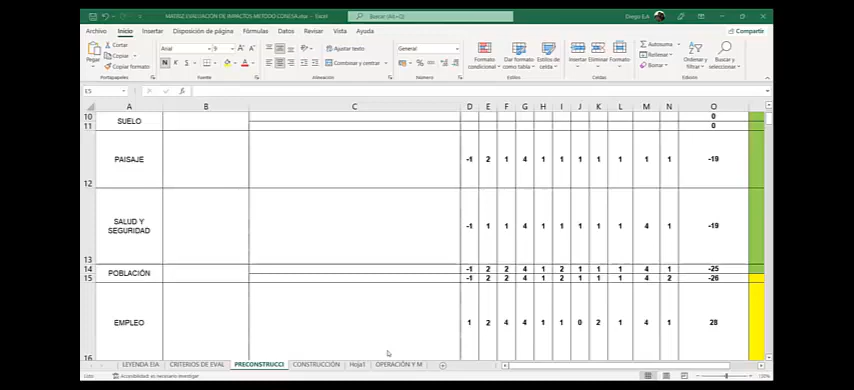 MATRIZ EVALUACION DE IMPACTOS METODO CONESA.xlsx - Excel
Buscar (Alt+Q)
Diego EA
Archivo Inicio Insertar Disposición de página Fórmulas Datos Revisar Vista Ayuda
Compartir
Pegar
Cortar
Copiar
Copiar formato
Portapapeles
Arial 9
N K S
Fuente
Ajustar texto
Combinar y centrar
Alineación
General
Número
Formato condicional
Dar formato como tabla
Estilos de celda
Estilos
Insertar Eliminar Formato
Celdas
Autosuma
Rellenar
Borrar
Ordenar y filtrar
Buscar y seleccionar
Edición
L5
A B C D E F G H I J K L M N O
10 SUELO 0
11 0
12 PAISAJE -1 2 1 4 1 1 1 1 1 1 1 -19
13 SALUD Y SEGURIDAD -1 1 1 4 1 1 1 1 1 4 1 -19
14 POBLACIÓN -1 2 2 4 1 2 1 1 1 4 1 -25
15 -1 2 2 4 1 2 1 1 1 4 2 -26
16 EMPLEO 1 2 4 4 1 1 0 2 1 4 1 28
LEYENDA EIA CRITERIOS DE EVAL PRECONSTRUCCI CONSTRUCCIÓN Hoja1 OPERACIÓN Y M
Listo Accesibilidad: es necesario investigar